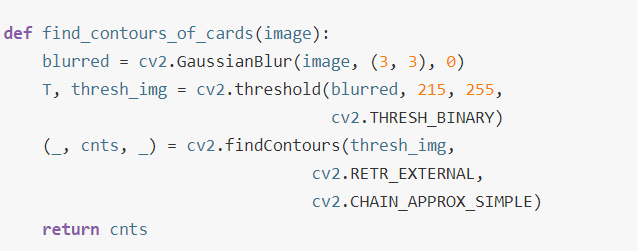 def find_contours_of_cards(image):
    blurred = cv2.GaussianBlur(image, (3, 3), 0)
    T, thresh_img = cv2.threshold(blurred, 215, 255,
                                  cv2.THRESH_BINARY)
    (_, cnts, _) = cv2.findContours(thresh_img,
                                cv2.RETR_EXTERNAL,
                                cv2.CHAIN_APPROX_SIMPLE)
    return cnts